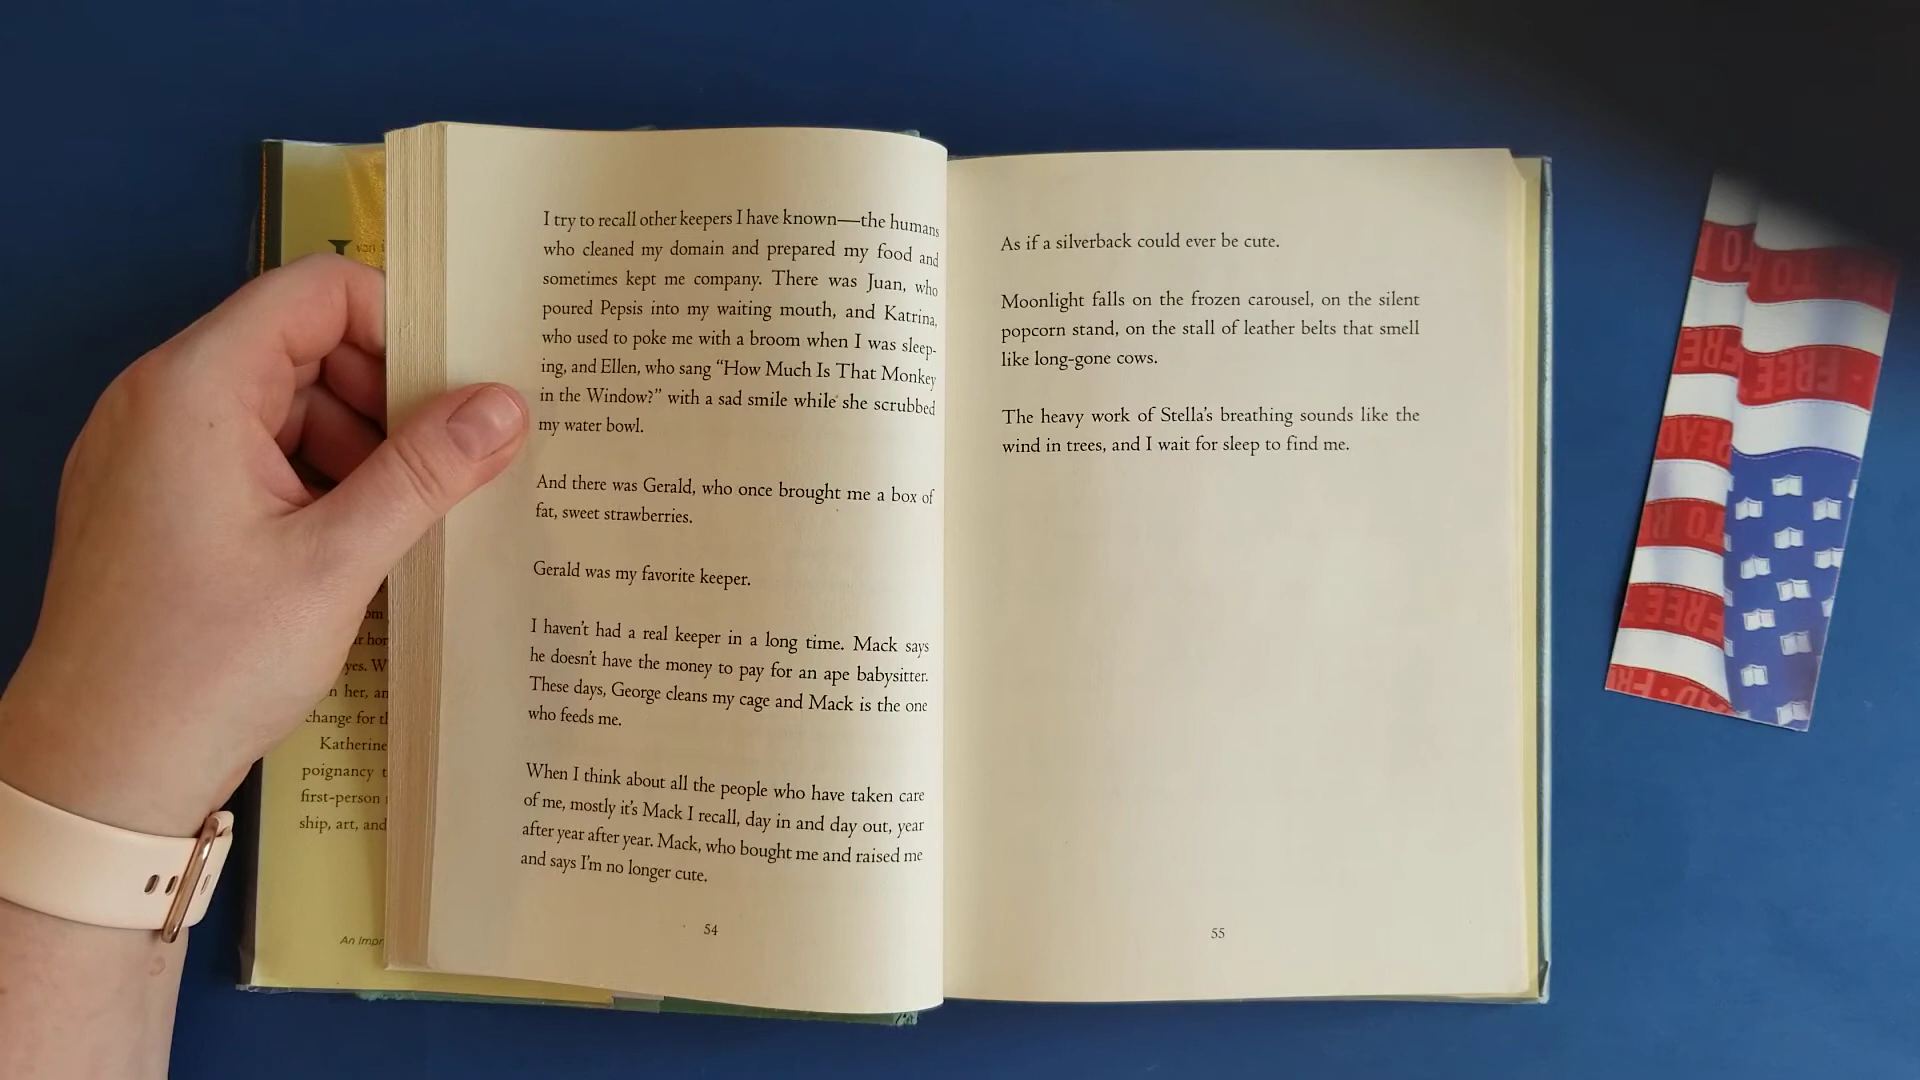 I try to recall other keepers I have known—the humans
who cleaned my domain and prepared my food and
sometimes kept me company. There was Juan, who
poured Pepsis into my waiting mouth, and Katrina,
who used to poke me with a broom when I was sleep-
ing, and Ellen, who sang “How Much Is That Monkey
in the Window?” with a sad smile while she scrubbed
my water bowl.
And there was Gerald, who once brought me a box of
fat, sweet strawberries.
Gerald was my favorite keeper.
I haven’t had a real keeper in a long time. Mack says
he doesn’t have the money to pay for an ape babysitter.
These days, George cleans my cage and Mack is the one
who feeds me.
When I think about all the people who have taken care
of me, mostly it’s Mack I recall, day in and day out, year
after year after year. Mack, who bought me and raised me
and says I’m no longer cute.
54
As if a silverback could ever be cute.
Moonlight falls on the frozen carousel, on the silent
popcorn stand, on the stall of leather belts that smell
like long-gone cows.
The heavy work of Stella’s breathing sounds like the
wind in trees, and I wait for sleep to find me.
55
yes. W
her, an
change for
Katherine
poignancy
first-person
ship, art, and
An
FREE
FREE
TO
FREE